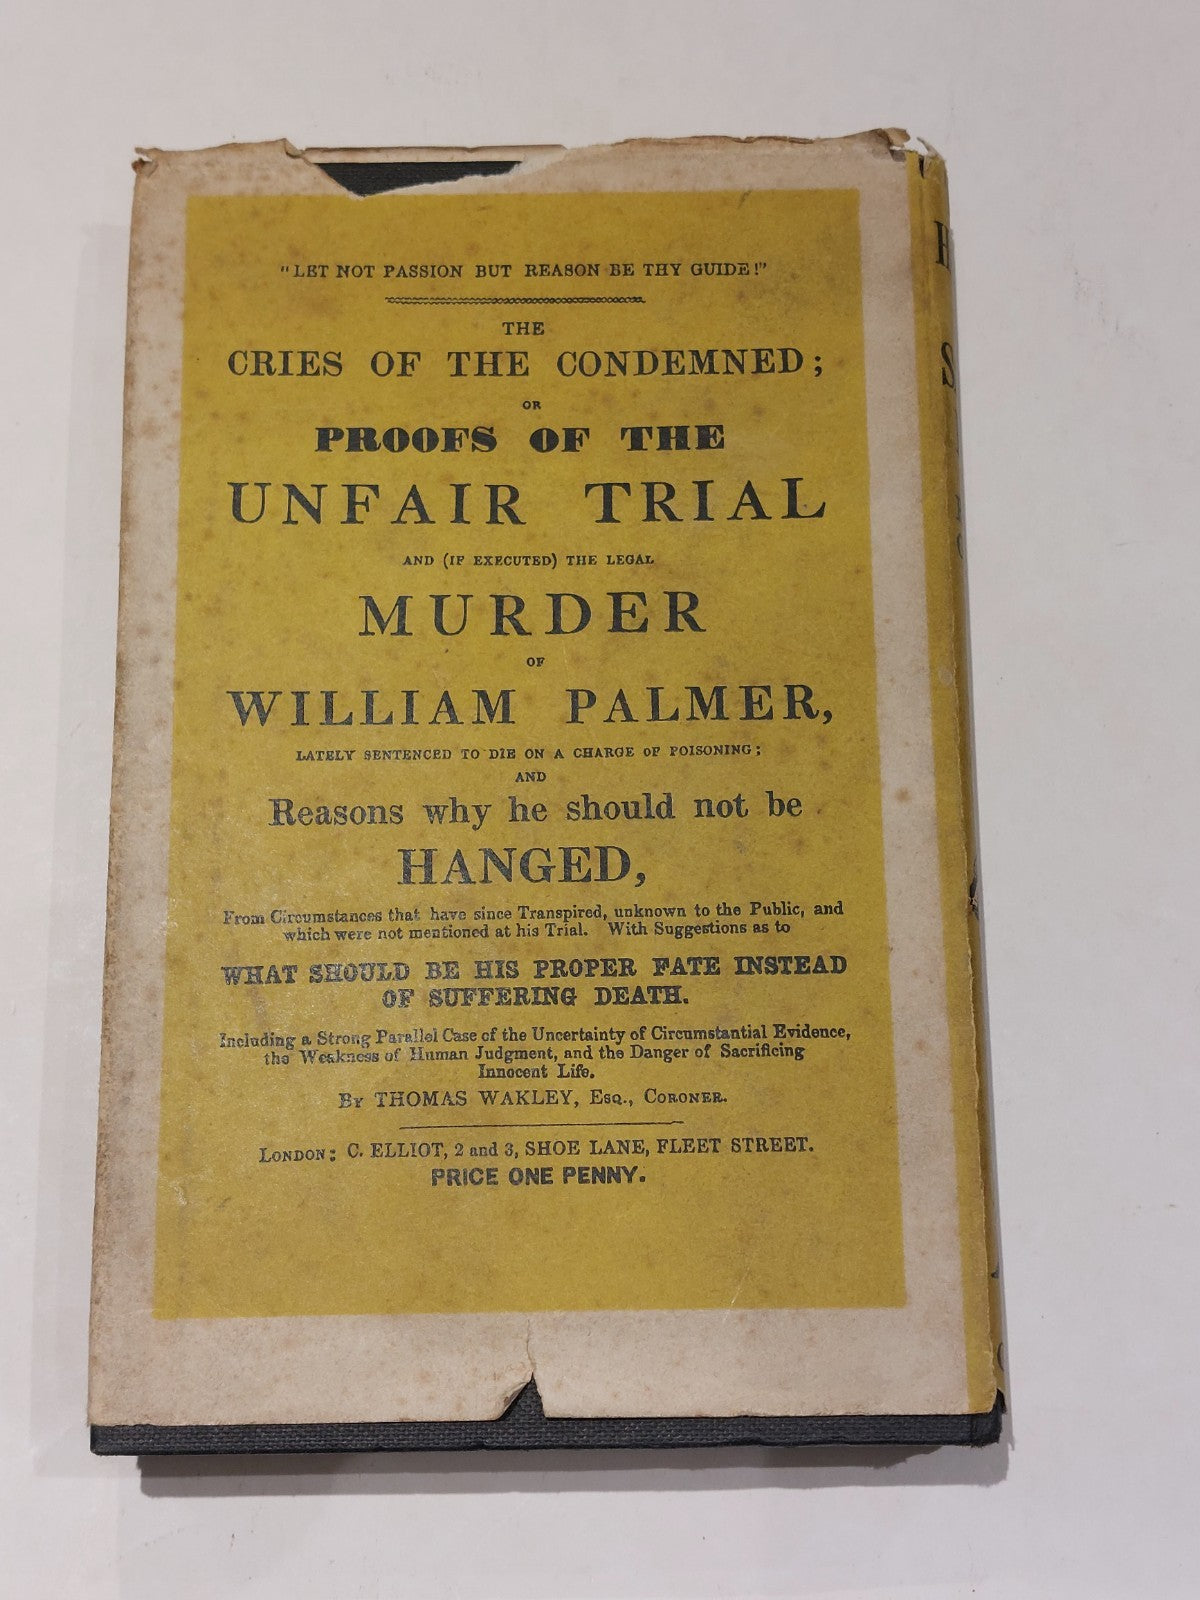 "LET NOT PASSION BUT REASON BE THY GUIDE!"
THE
CRIES OF THE CONDEMNED;
OR
PROOFS OF THE
UNFAIR TRIAL
AND (IF EXECUTED) THE LEGAL
MURDER
OF
WILLIAM PALMER,
LATELY SENTENCED TO DIE ON A CHARGE OF POISONING;
AND
Reasons why he should not be
HANGED,
From Circumstances that have since Transpired, unknown to the Public, and
which were not mentioned at his Trial. With Suggestions as to
WHAT SHOULD BE HIS PROPER FATE INSTEAD
OF SUFFERING DEATH.
Including a Strong Parallel Case of the Uncertainty of Circumstantial Evidence,
the Weakness of Human Judgment, and the Danger of Sacrificing
Innocent Life.
BY THOMAS WAKLEY, ESQ., CORONER.
LONDON: C. ELLIOT, 2 and 3, SHOE LANE, FLEET STREET.
PRICE ONE PENNY.